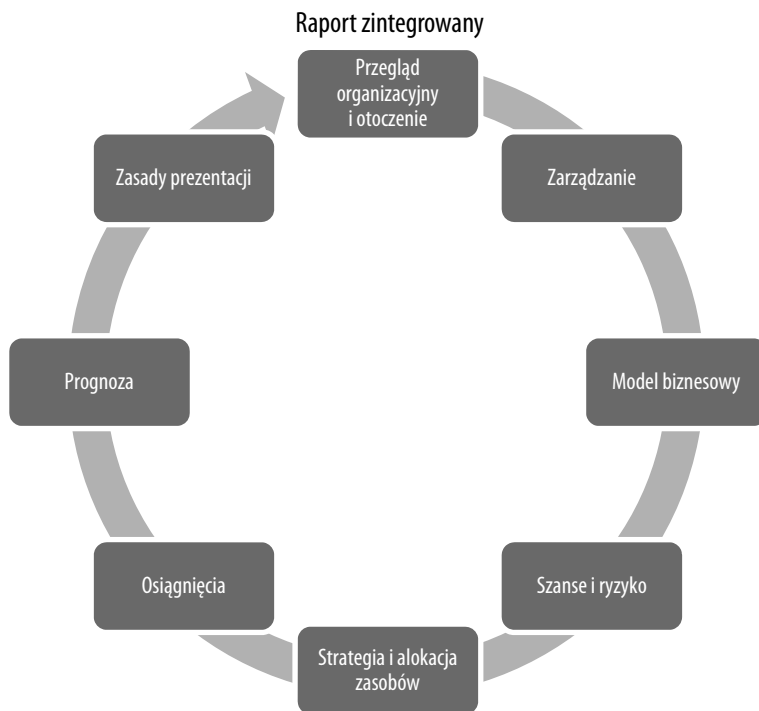 Raport zintegrowany
Przegląd
organizacyjny
i otoczenie
Zarządzanie
Model biznesowy
Szanse i ryzyko
Strategia i alokacja
zasobów
Osiągnięcia
Prognoza
Zasady prezentacji